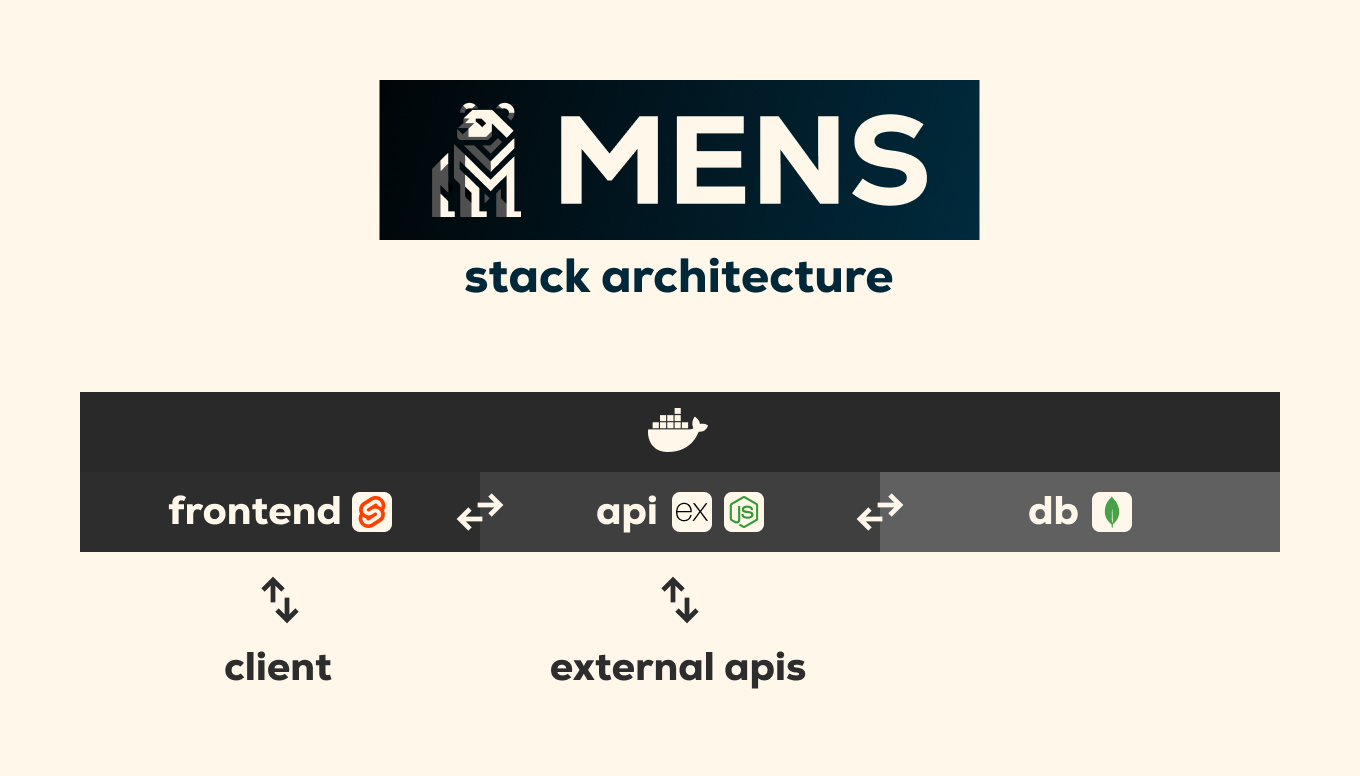 MENS
stack architecture
frontend
api ex JS
db
client
external apis